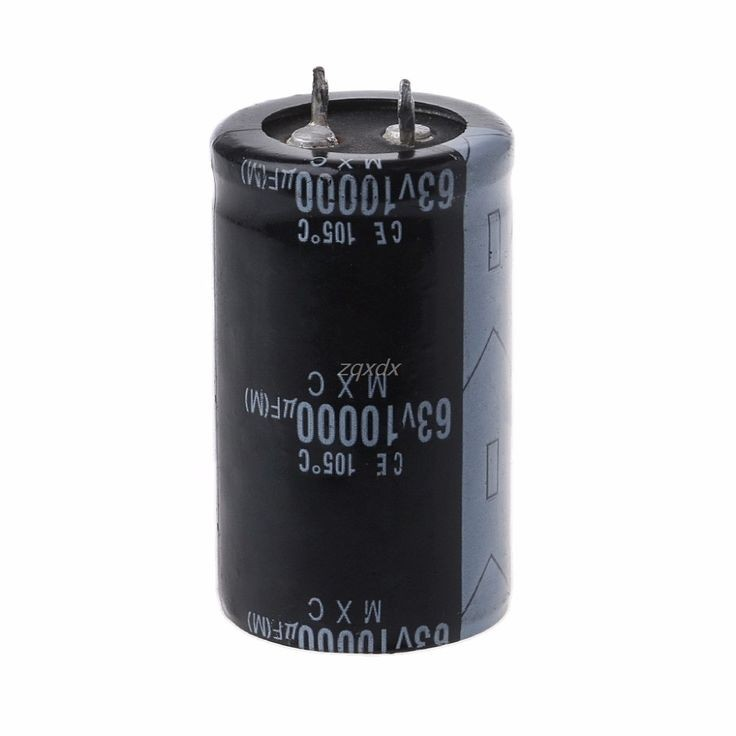 63v10000µF(M)
M X C
CE 105°C
63v10000µF(M)
M X C
zqxdx
CE 105°C
63v10000µF(M)
M X C